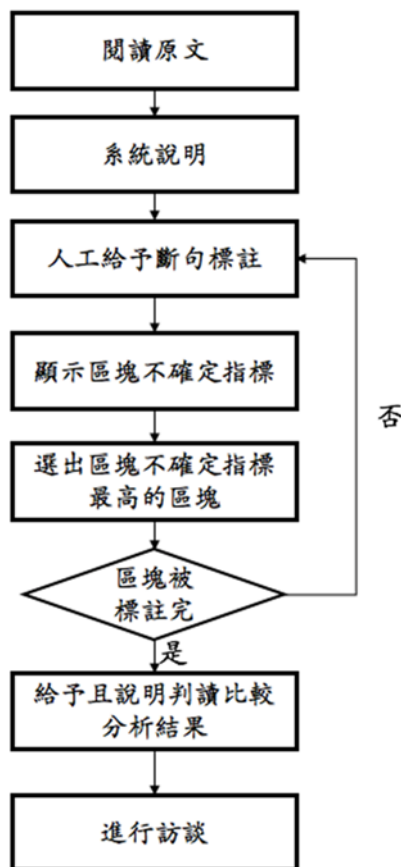 閱讀原文
系統說明
人工給予斷句標註
顯示區塊不確定指標
選出區塊不確定指標
最高的區塊
否
區塊被
標註完
是
給予且說明判讀比較
分析結果
進行訪談